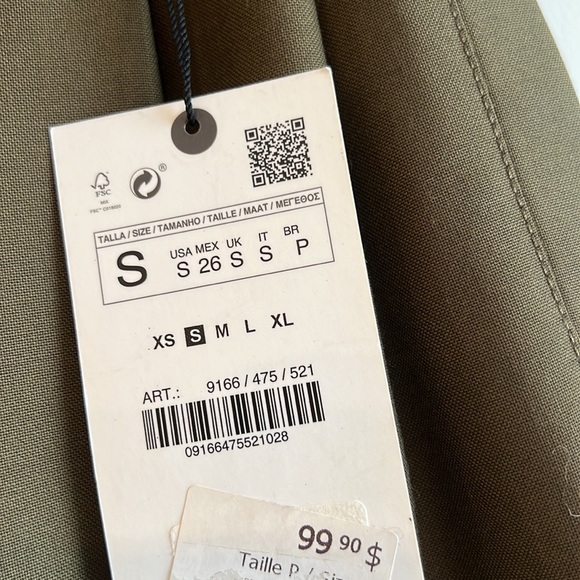 FSC
®
TALLA / SIZE / TAMANHO / TAILLE / MAAT / ΜΕΓΕΘΟΣ
S
USA MEX UK IT BR
S 26 S S P
XS S M L XL
ART.: 9166 / 475 / 521
09166475521028
99 90 $
Taille P /